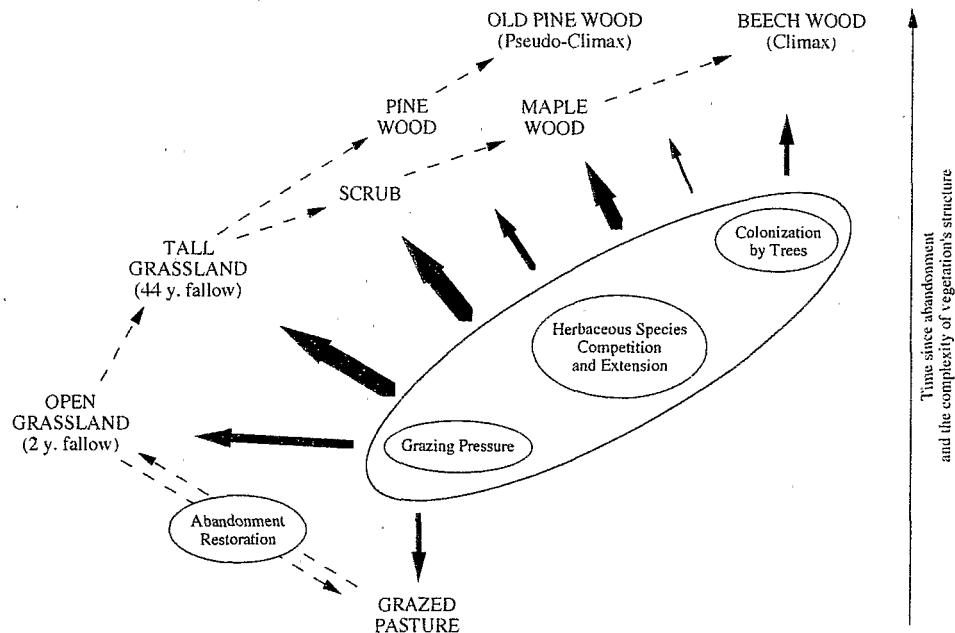 OLD PINE WOOD
(Pseudo-Climax)
BEECH WOOD
(Climax)
PINE
WOOD
MAPLE
WOOD
SCRUB
TALL
GRASSLAND
(44 y. fallow)
Colonization
by Trees
Herbaceous Species
Competition
and Extension
OPEN
GRASSLAND
(2 y. fallow)
Grazing Pressure
Abandonment
Restoration
GRAZED
PASTURE
Time since abandonment
and the complexity of vegetation's structure